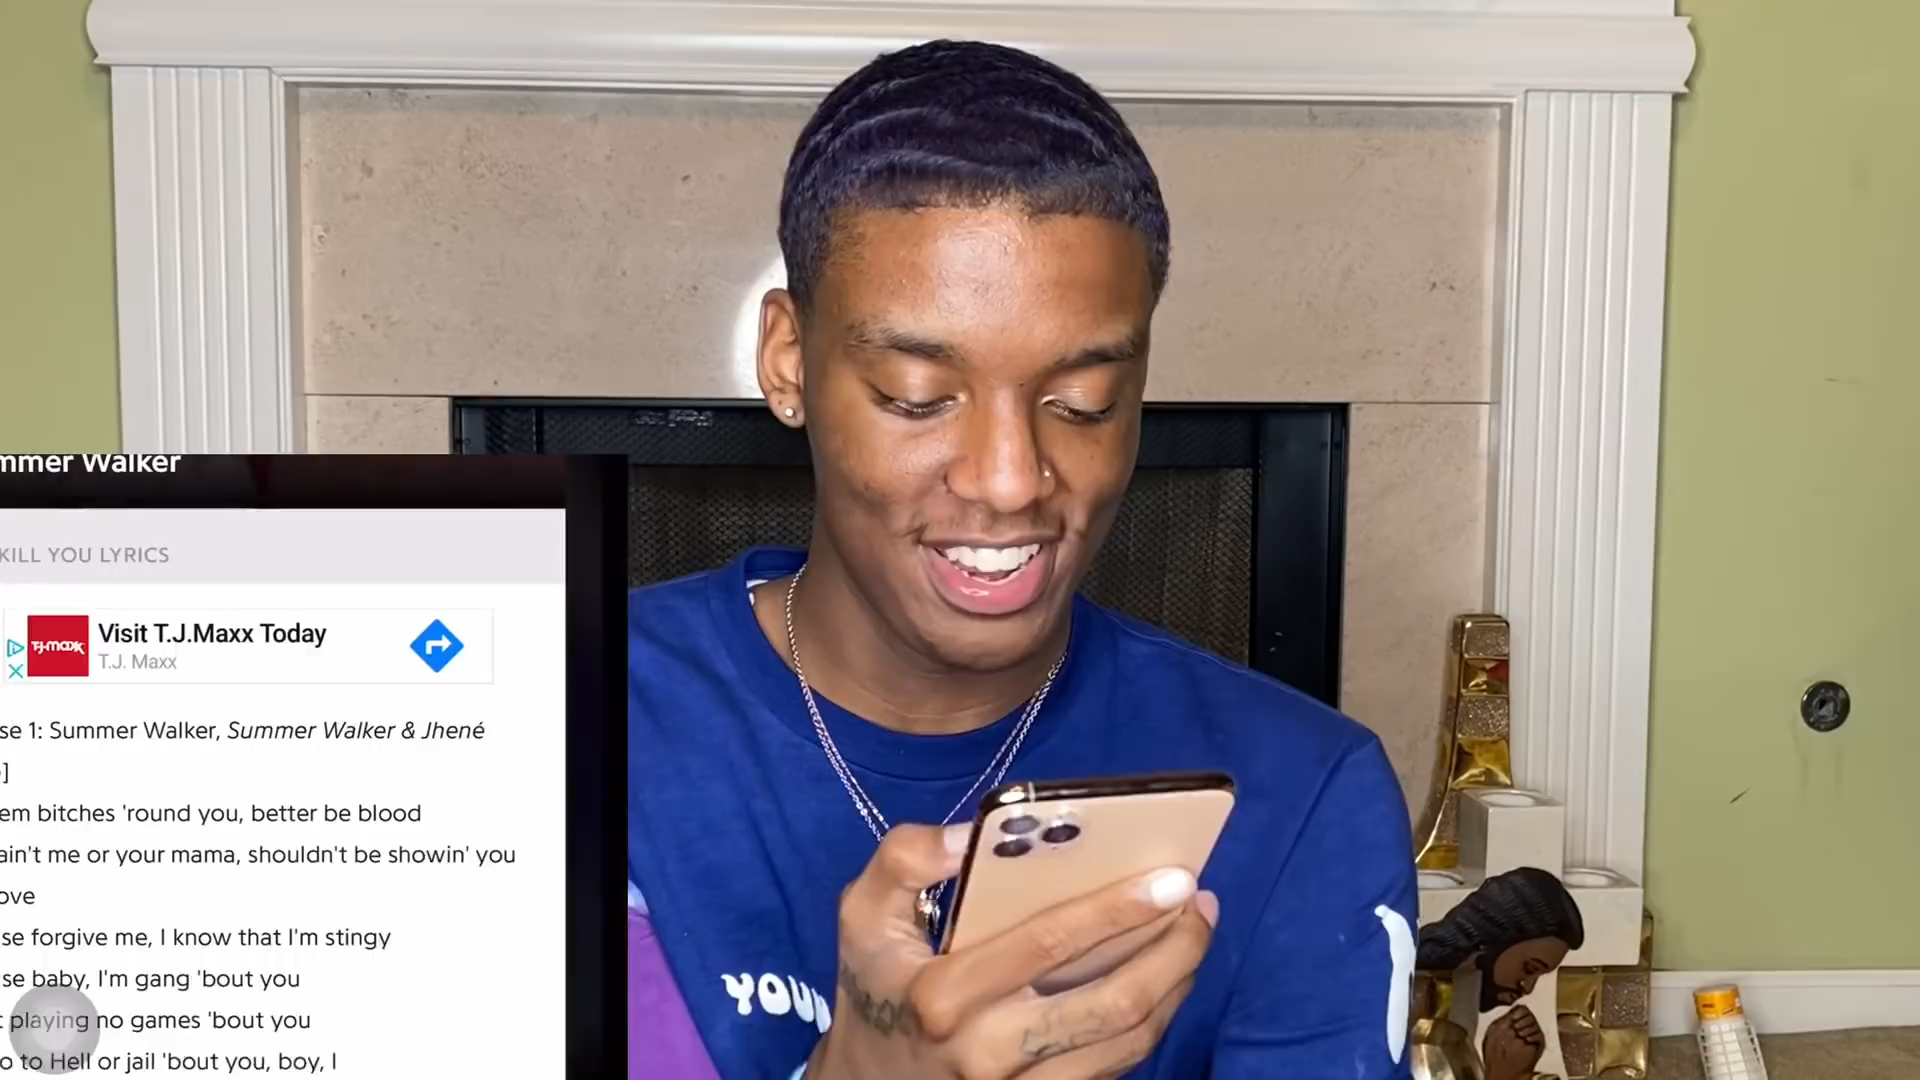 mmer Walker
KILL YOU LYRICS
Visit T.J.Maxx Today
T.J. Maxx
T.J.maxx
se 1: Summer Walker, Summer Walker & Jhené
]
em bitches 'round you, better be blood
ain't me or your mama, shouldn't be showin' you
ove
se forgive me, I know that I'm stingy
se baby, I'm gang 'bout you
t playing no games 'bout you
o to Hell or jail 'bout you, boy, I
YOU